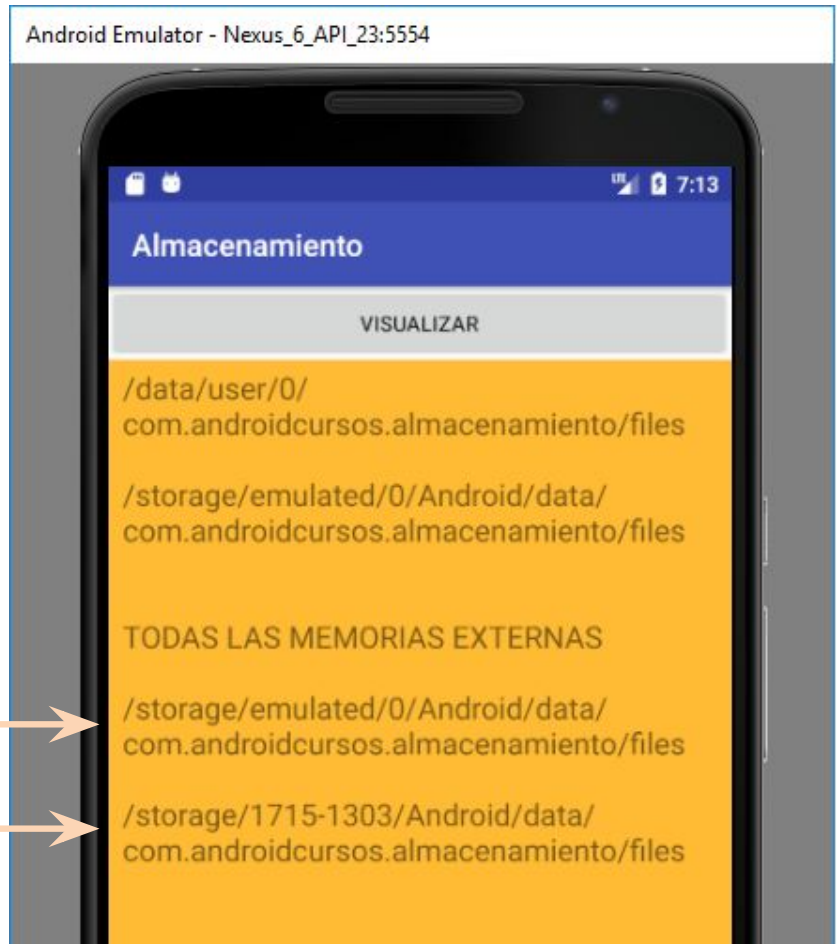 Android Emulator - Nexus_6_API_23:5554
LTE 7:13
Almacenamiento
VISUALIZAR
/data/user/0/
com.androidcursos.almacenamiento/files
/storage/emulated/0/Android/data/
com.androidcursos.almacenamiento/files
TODAS LAS MEMORIAS EXTERNAS
/storage/emulated/0/Android/data/
com.androidcursos.almacenamiento/files
/storage/1715-1303/Android/data/
com.androidcursos.almacenamiento/files